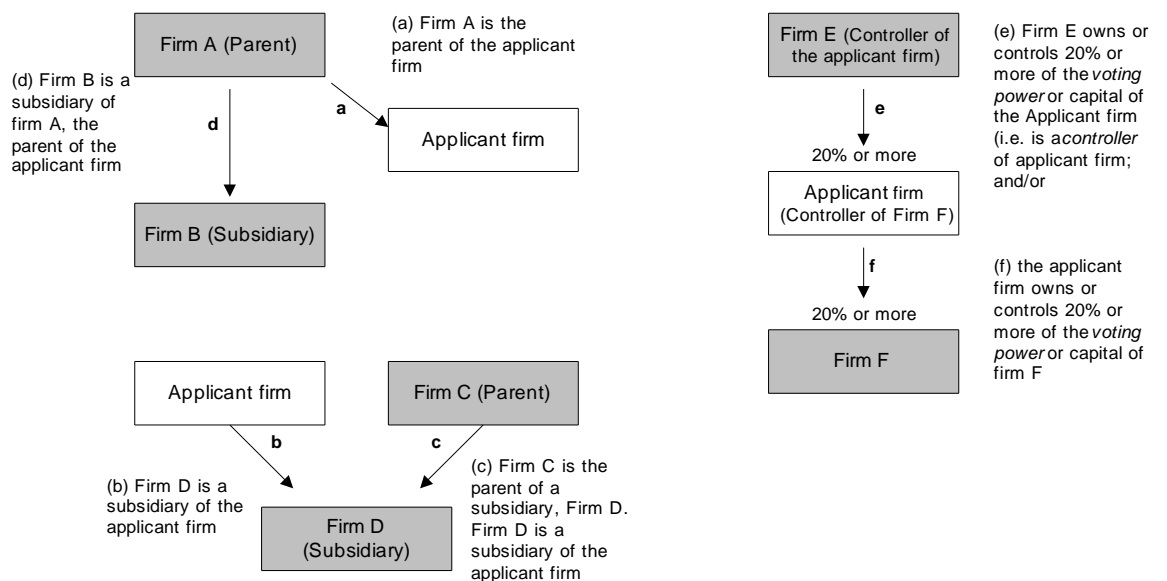 Firm A (Parent)
(a) Firm A is the
parent of the applicant
firm
(d) Firm B is a
subsidiary of
firm A, the
parent of the
applicant firm
d
a
Applicant firm
Firm B (Subsidiary)
Applicant firm
Firm C (Parent)
b
c
(b) Firm D is a
subsidiary of the
applicant firm
Firm D
(Subsidiary)
(c) Firm C is the
parent of a
subsidiary, Firm D.
Firm D is a
subsidiary of the
applicant firm
Firm E (Controller of
the applicant firm)
(e) Firm E owns or
controls 20% or
more of the voting
power or capital of
the Applicant firm
(i.e. is a controller
of applicant firm;
and/or
e
20% or more
Applicant firm
(Controller of Firm F)
f
20% or more
Firm F
(f) the applicant
firm owns or
controls 20% or
more of the voting
power or capital of
firm F